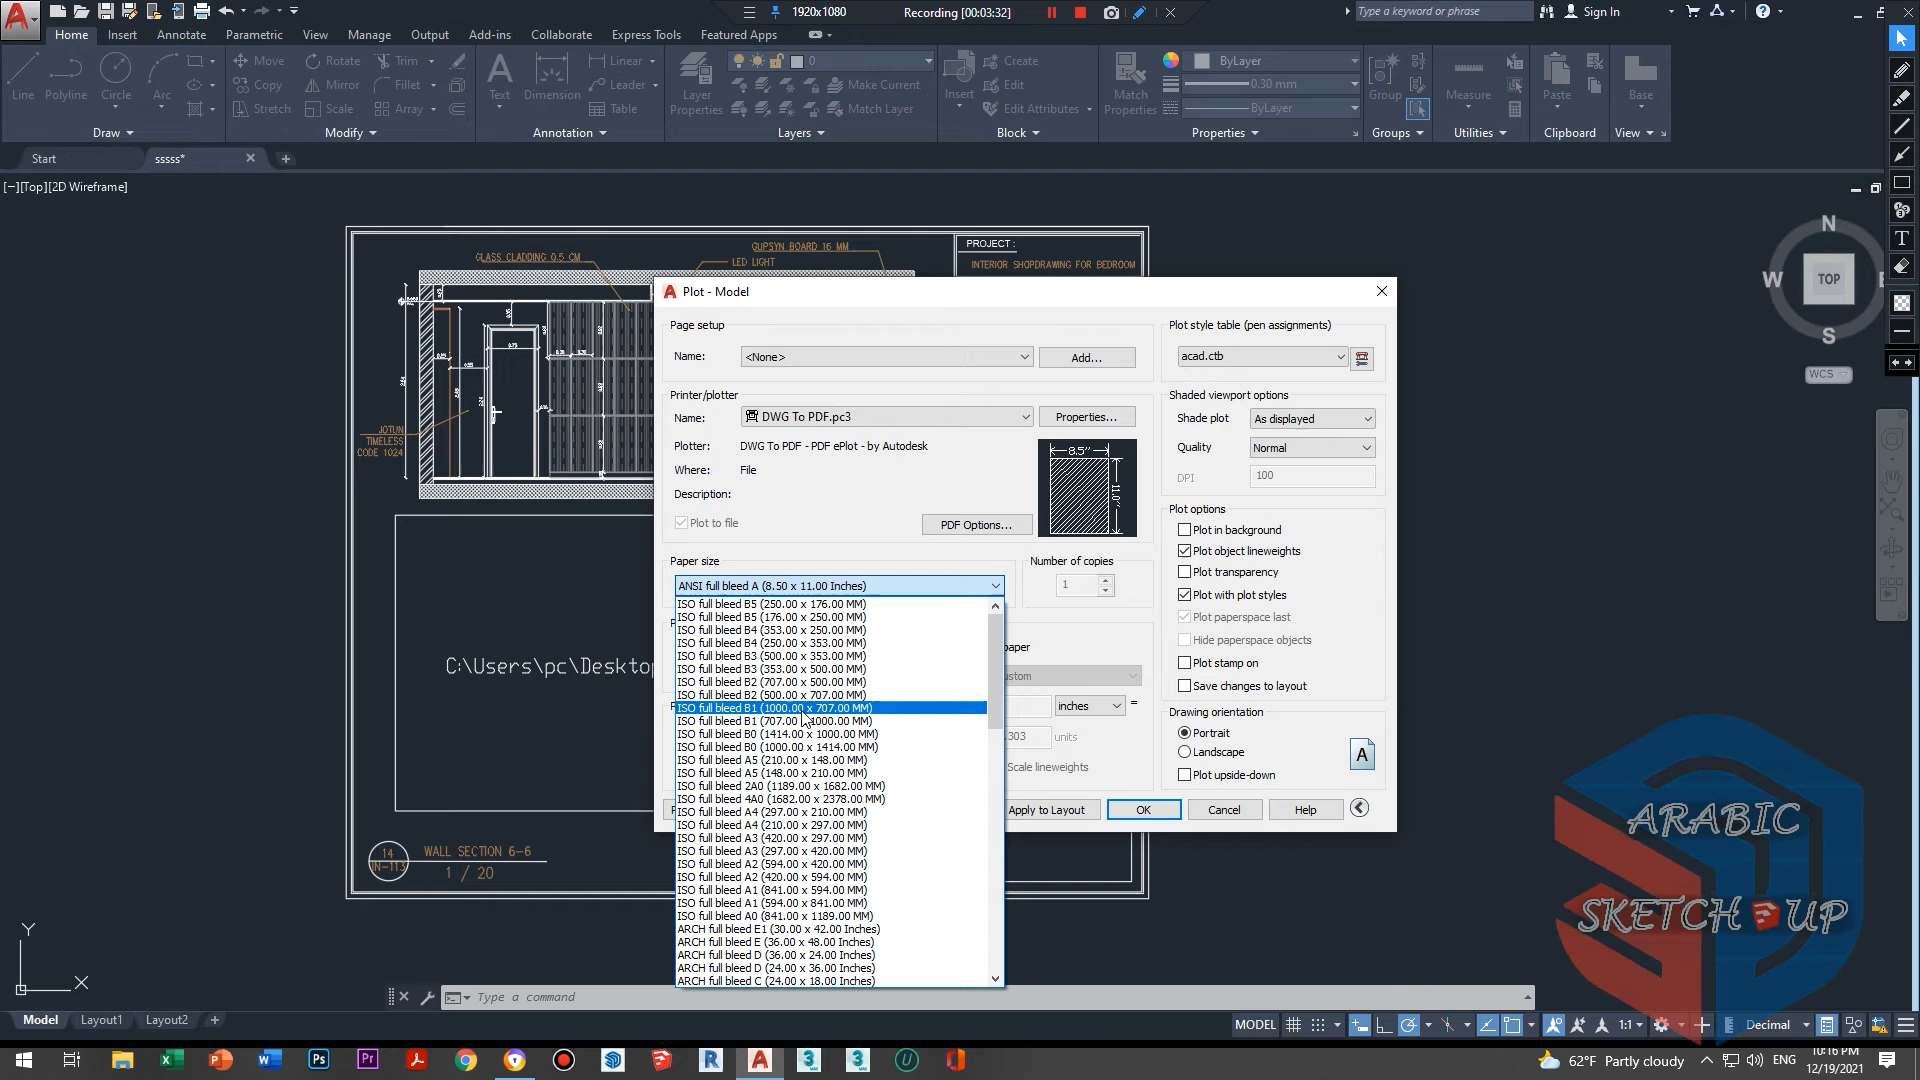 1920x1080
Recording [00:03:32]
Type a keyword or phrase
Sign In
Home
Insert
Annotate
Parametric
View
Manage
Output
Add-ins
Collaborate
Express Tools
Featured Apps
Move
Rotate
Trim
Copy
Mirror
Fillet
Stretch
Scale
Array
Line
Polyline
Circle
Arc
Text
Dimension
Linear
Leader
Table
Layer
Properties
0
Make Current
Match Layer
Insert
Create
Edit
Edit Attributes
Match
Properties
ByLayer
0.30 mm
ByLayer
Group
Measure
Paste
Base
Draw
Modify
Annotation
Layers
Block
Properties
Groups
Utilities
Clipboard
View
Start
sssss*
[−][Top][2D Wireframe]
N
W
TOP
S
WCS
GLASS CLADDING 0.5 CM
GUPSYN BOARD 16 MM
LED LIGHT
PROJECT :
INTERIOR SHOPDRAWING FOR BEDROOM
JOTUN
TIMELESS
CODE 1024
C:\Users\pc\Deskto
14
IN-113
WALL SECTION 6-6
1 / 20
Plot - Model
Page setup
Name:
<None>
Add...
Printer/plotter
Name:
DWG To PDF.pc3
Properties...
Plotter:
DWG To PDF - PDF ePlot - by Autodesk
Where:
File
Description:
Plot to file
PDF Options...
8.5"
11.0"
Paper size
Number of copies
ANSI full bleed A (8.50 x 11.00 Inches)
1
ISO full bleed B5 (250.00 x 176.00 MM)
ISO full bleed B5 (176.00 x 250.00 MM)
ISO full bleed B4 (353.00 x 250.00 MM)
ISO full bleed B4 (250.00 x 353.00 MM)
ISO full bleed B3 (500.00 x 353.00 MM)
ISO full bleed B3 (353.00 x 500.00 MM)
ISO full bleed B2 (707.00 x 500.00 MM)
ISO full bleed B2 (500.00 x 707.00 MM)
ISO full bleed B1 (1000.00 x 707.00 MM)
ISO full bleed B1 (707.00 x 1000.00 MM)
ISO full bleed B0 (1414.00 x 1000.00 MM)
ISO full bleed B0 (1000.00 x 1414.00 MM)
ISO full bleed A5 (210.00 x 148.00 MM)
ISO full bleed A5 (148.00 x 210.00 MM)
ISO full bleed 2A0 (1189.00 x 1682.00 MM)
ISO full bleed 4A0 (1682.00 x 2378.00 MM)
ISO full bleed A4 (297.00 x 210.00 MM)
ISO full bleed A4 (210.00 x 297.00 MM)
ISO full bleed A3 (420.00 x 297.00 MM)
ISO full bleed A3 (297.00 x 420.00 MM)
ISO full bleed A2 (594.00 x 420.00 MM)
ISO full bleed A2 (420.00 x 594.00 MM)
ISO full bleed A1 (841.00 x 594.00 MM)
ISO full bleed A1 (594.00 x 841.00 MM)
ISO full bleed A0 (841.00 x 1189.00 MM)
ARCH full bleed E1 (30.00 x 42.00 Inches)
ARCH full bleed E (36.00 x 48.00 Inches)
ARCH full bleed D (36.00 x 24.00 Inches)
ARCH full bleed D (24.00 x 36.00 Inches)
ARCH full bleed C (24.00 x 18.00 Inches)
paper
ustom
inches
=
.303
units
Scale lineweights
Apply to Layout
OK
Cancel
Help
Plot style table (pen assignments)
acad.ctb
Shaded viewport options
Shade plot
As displayed
Quality
Normal
DPI
100
Plot options
Plot in background
Plot object lineweights
Plot transparency
Plot with plot styles
Plot paperspace last
Hide paperspace objects
Plot stamp on
Save changes to layout
Drawing orientation
Portrait
Landscape
Plot upside-down
A
ARABIC
SKETCH UP
Y
X
Type a command
Model
Layout1
Layout2
MODEL
1:1
Decimal
62°F Partly cloudy
ENG
10:16 PM
12/19/2021